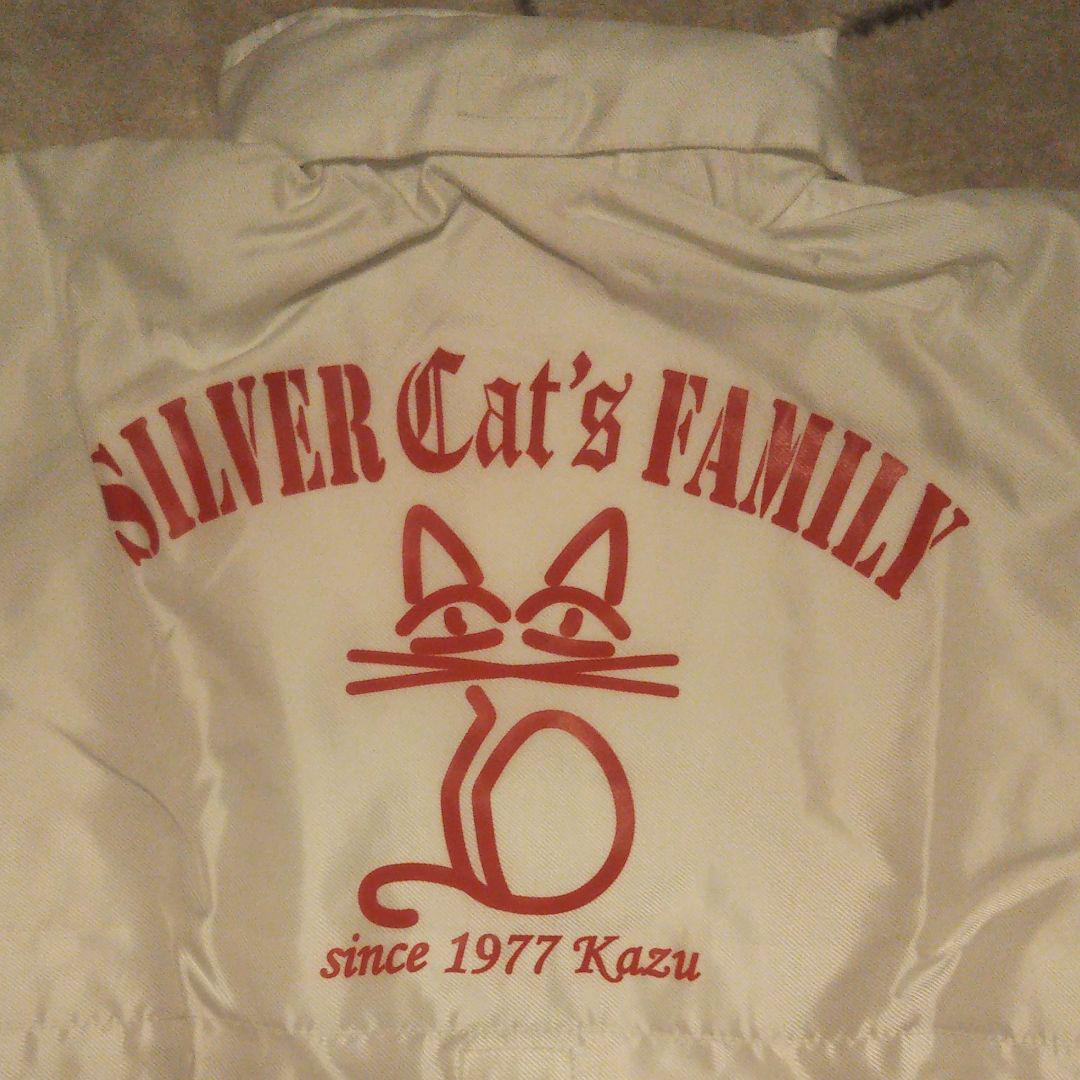 SILVER Cat's FAMILY
since 1977 Kazu